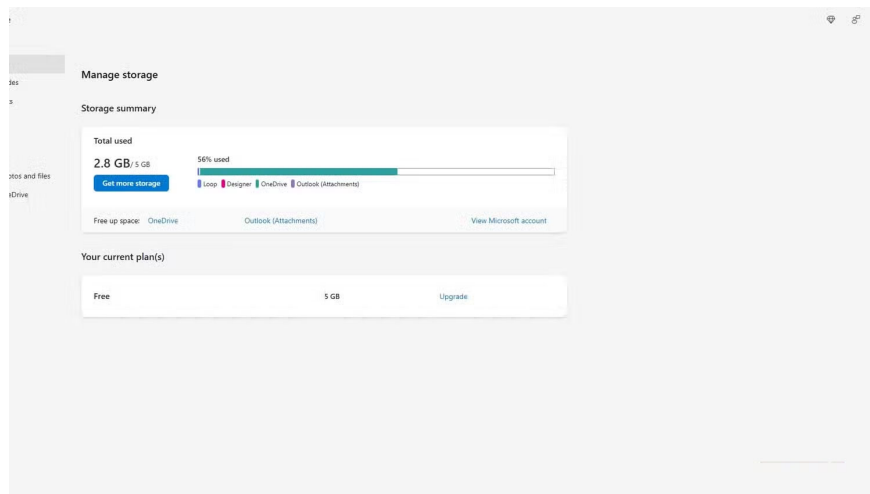 Manage storage
des
s
Storage summary
Total used
2.8 GB/ 5 GB
56% used
Get more storage
Loop Designer OneDrive Outlook (Attachments)
otos and files
eDrive
Free up space: OneDrive Outlook (Attachments) View Microsoft account
Your current plan(s)
Free 5 GB Upgrade